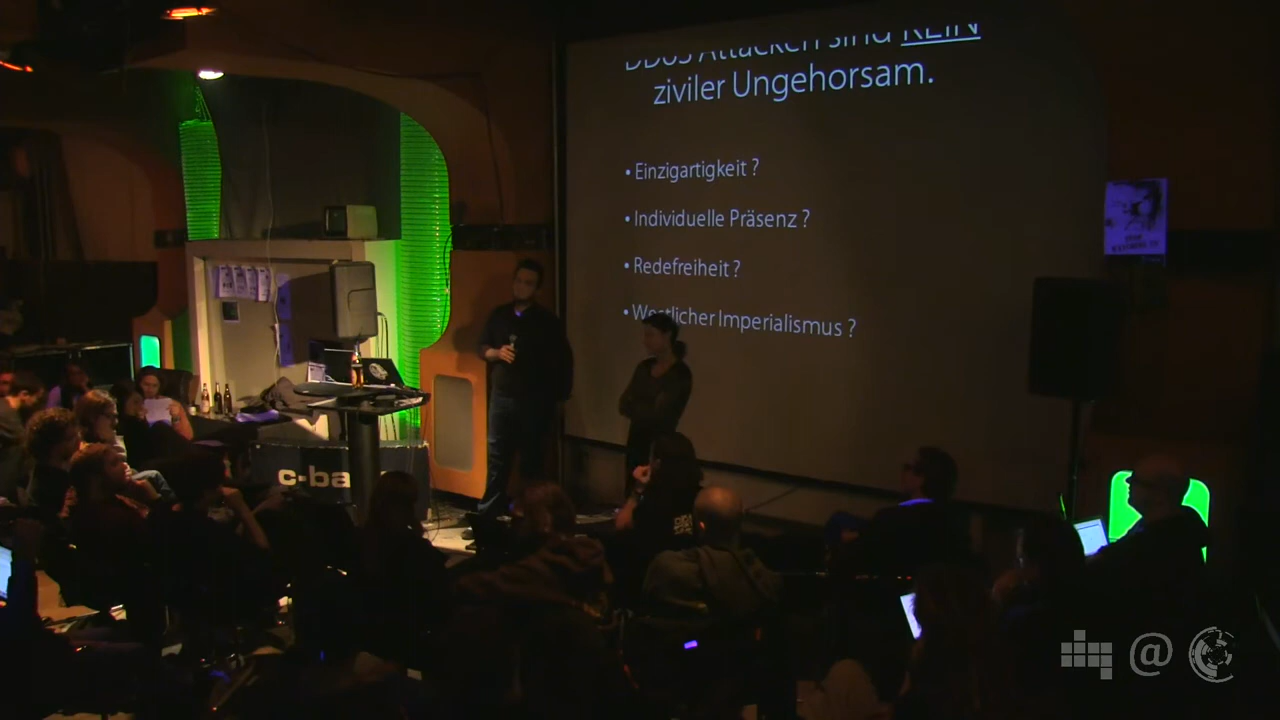 DDoS Attacken sind KEIN
ziviler Ungehorsam.
• Einzigartigkeit ?
• Individuelle Präsenz ?
• Redefreiheit ?
• Westlicher Imperialismus ?
c-ba
@